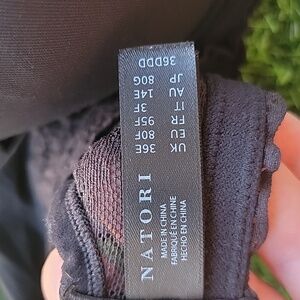 36DDD
JP 80G
AU 14E
IT 3F
FR 95F
EU 80F
UK 36E
NATORI
MADE IN CHINA
FABRIQUÉ EN CHINE
HECHO EN CHINA